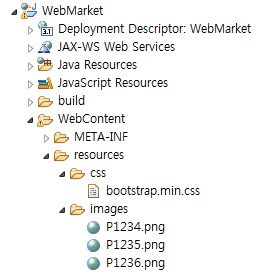 WebMarket
Deployment Descriptor: WebMarket
JAX-WS Web Services
Java Resources
JavaScript Resources
build
WebContent
META-INF
resources
css
bootstrap.min.css
images
P1234.png
P1235.png
P1236.png